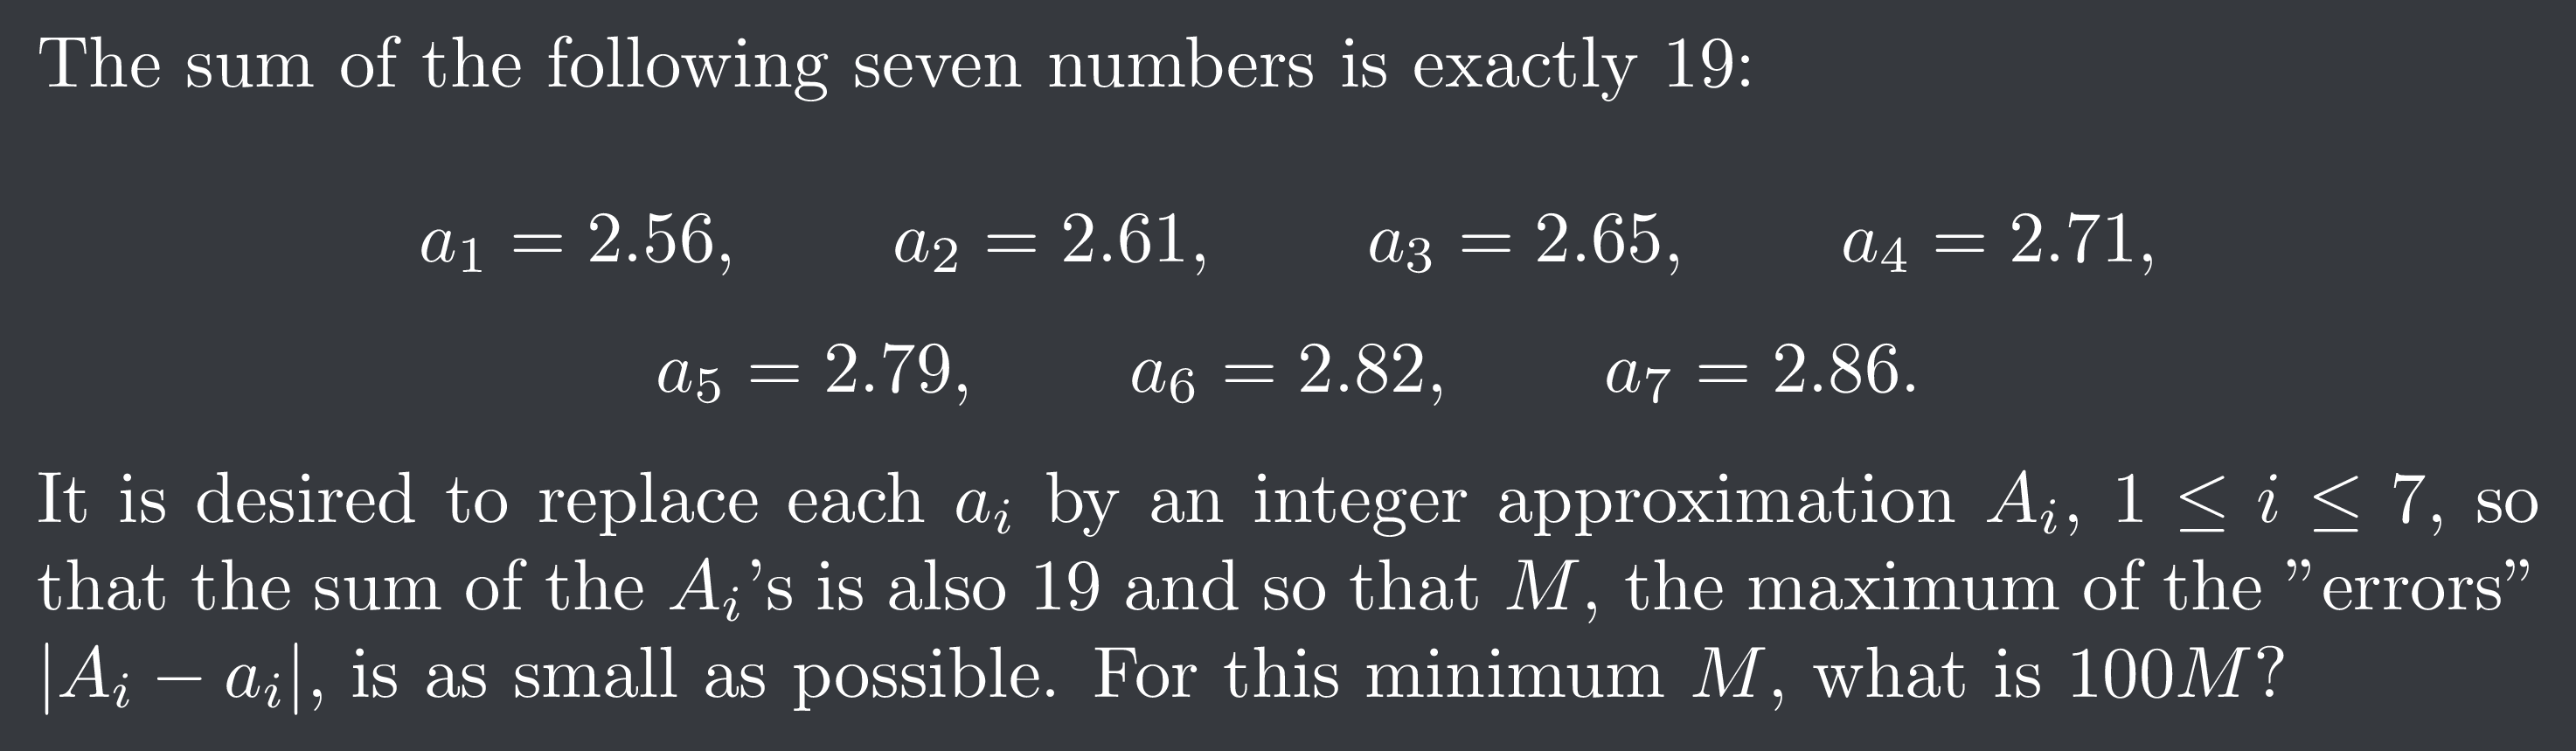 The sum of the following seven numbers is exactly 19:
a₁ = 2.56, a₂ = 2.61, a₃ = 2.65, a₄ = 2.71,
a₅ = 2.79, a₆ = 2.82, a₇ = 2.86.
It is desired to replace each aᵢ by an integer approximation Aᵢ, 1 ≤ i ≤ 7, so
that the sum of the Aᵢ’s is also 19 and so that M, the maximum of the ”errors”
|Aᵢ − aᵢ|, is as small as possible. For this minimum M, what is 100M?